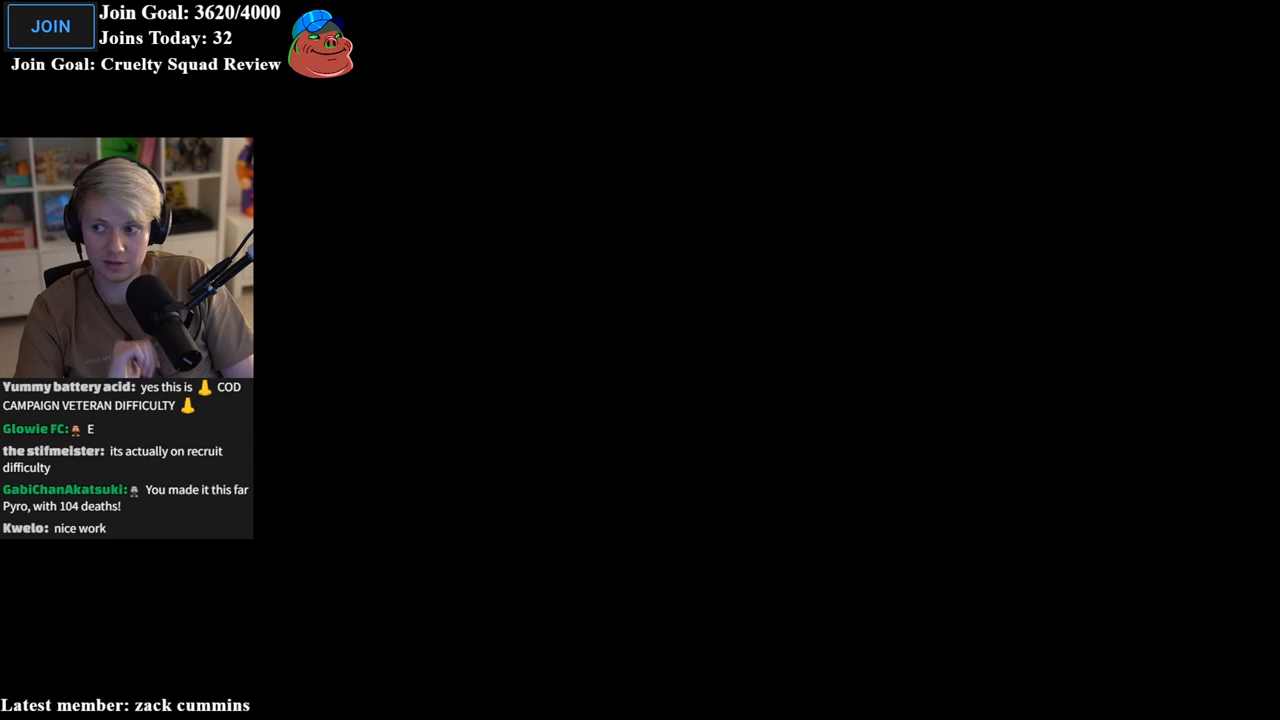 JOIN
Join Goal: 3620/4000
Joins Today: 32
Join Goal: Cruelty Squad Review
Yummy battery acid: yes this is 👃 COD
CAMPAIGN VETERAN DIFFICULTY 👃
Glowie FC: E
the stifmeister: its actually on recruit
difficulty
GabiChanAkatsuki: You made it this far
Pyro, with 104 deaths!
Kwelo: nice work
Latest member: zack cummins